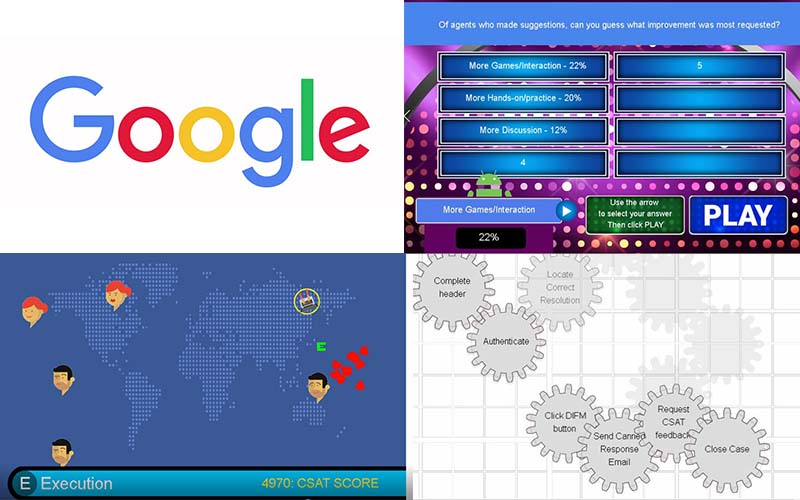 Google
Of agents who made suggestions, can you guess what improvement was most requested?
More Games/Interaction - 22%
5
More Hands-on/practice - 20%
More Discussion - 12%
4
More Games/Interaction
22%
Use the arrow
to select your answer
Then click PLAY
PLAY
E
E Execution
4970: CSAT SCORE
Complete
header
Locate
Correct
Resolution
Authenticate
Click DIFM
button
Send Canned
Response
Email
Request
CSAT
feedback
Close Case